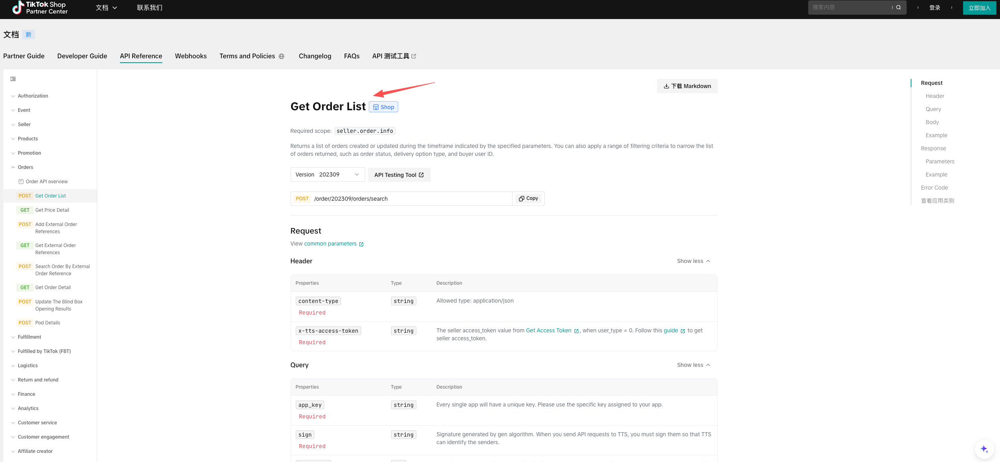 TikTok Shop
Partner Center
文档
联系我们
搜索内容
登录
立即加入
文档 新
Partner Guide
Developer Guide
API Reference
Webhooks
Terms and Policies
Changelog
FAQs
API 测试工具
Authorization
Event
Seller
Products
Promotion
Orders
Order API overview
POST Get Order List
GET Get Price Detail
POST Add External Order
References
GET Get External Order
References
POST Search Order By External
Order Reference
GET Get Order Detail
POST Update The Blind Box
Opening Results
POST Pod Details
Fulfillment
Fulfilled by TikTok (FBT)
Logistics
Return and refund
Finance
Analytics
Customer service
Customer engagement
Affiliate creator
下载 Markdown
Get Order List Shop
Required scope: seller.order.info
Returns a list of orders created or updated during the timeframe indicated by the specified parameters. You can also apply a range of filtering criteria to narrow the list
of orders returned, such as order status, delivery option type, and buyer user ID.
Version 202309
API Testing Tool
POST /order/202309/orders/search
Copy
Request
View common parameters
Header
Show less
Properties Type Description
content-type string Allowed type: application/json
Required
x-tts-access-token string The seller access_token value from Get Access Token , when user_type = 0. Follow this guide to get
seller access_token.
Required
Query
Show less
Properties Type Description
app_key string Every single app will have a unique key. Please use the specific key assigned to your app.
Required
sign string Signature generated by gen algorithm. When you send API requests to TTS, you must sign them so that TTS
can identify the senders.
Required
Request
Header
Query
Body
Example
Response
Parameters
Example
Error Code
查看应用类别